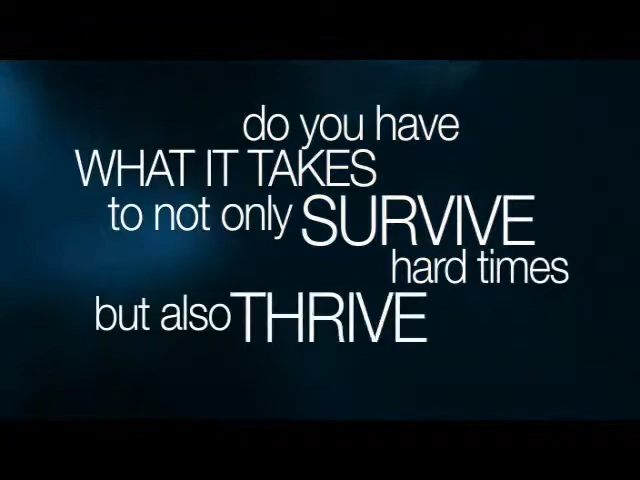 do you have
WHAT IT TAKES
to not only SURVIVE
hard times
but also THRIVE